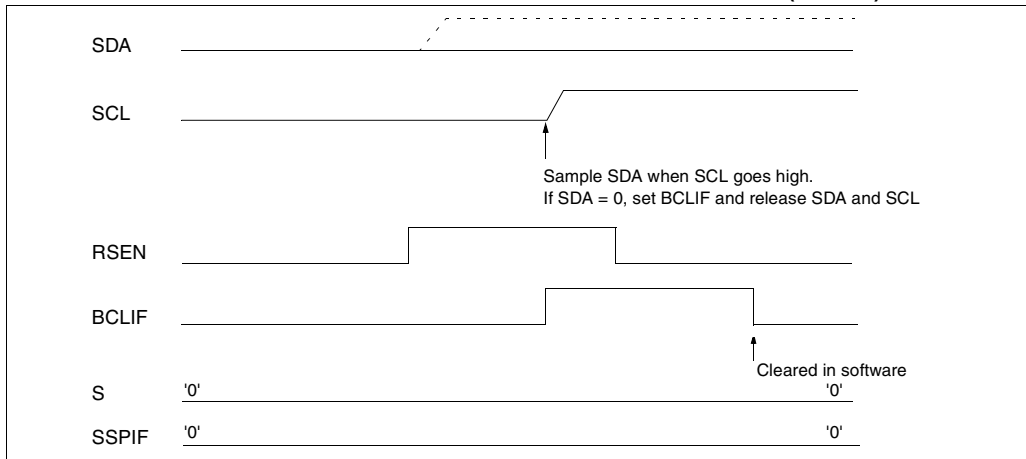 SDA
SCL
Sample SDA when SCL goes high.
If SDA = 0, set BCLIF and release SDA and SCL
RSEN
BCLIF
Cleared in software
S
'0'
'0'
SSPIF
'0'
'0'